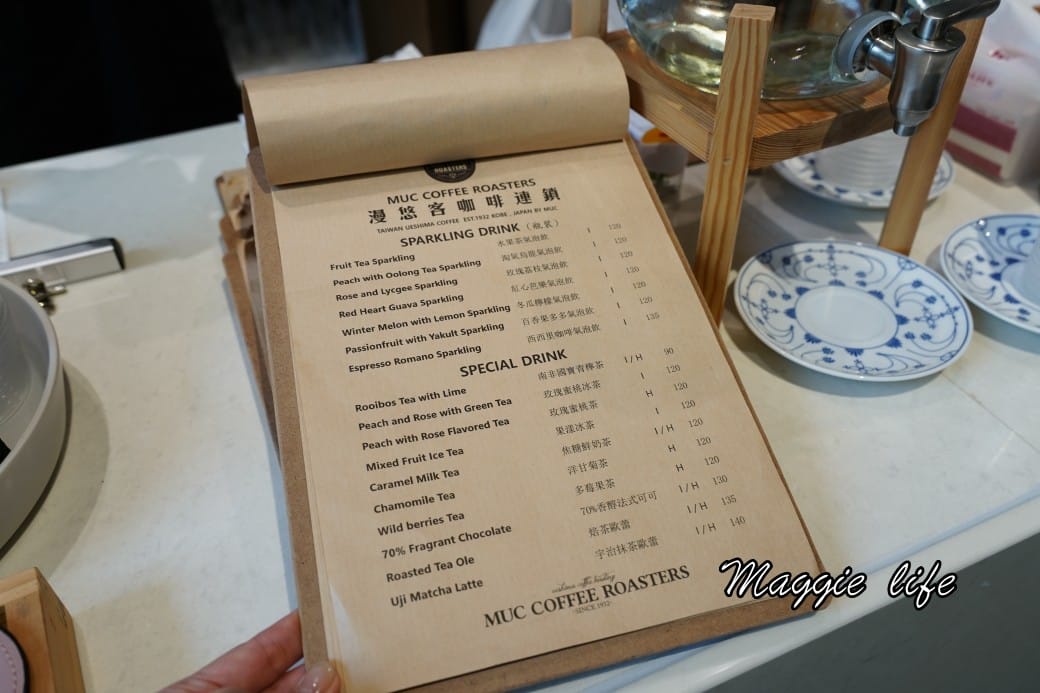 ROASTERS
MUC COFFEE ROASTERS
漫悠客咖啡連鎖
TAIWAN UESHIMA COFFEE EST.1932 KOBE , JAPAN BY MUC
SPARKLING DRINK (瓶裝)
Fruit Tea Sparkling 水果茶氣泡飲 I 120
Peach with Oolong Tea Sparkling 淘氣烏龍氣泡飲 I 120
Rose and Lycgee Sparkling 玫瑰荔枝氣泡飲 I 120
Red Heart Guava Sparkling 紅心芭樂氣泡飲 I 120
Winter Melon with Lemon Sparkling 冬瓜檸檬氣泡飲 I 120
Passionfruit with Yakult Sparkling 百香果多多氣泡飲 I 120
Espresso Romano Sparkling 西西里咖啡氣泡飲 I 135
SPECIAL DRINK
Rooibos Tea with Lime 南非國寶青檸茶 I / H 90
Peach and Rose with Green Tea 玫瑰蜜桃冰茶 I 120
Peach with Rose Flavored Tea 玫瑰蜜桃茶 H 120
Mixed Fruit Ice Tea 果漾冰茶 I 120
Caramel Milk Tea 焦糖鮮奶茶 I / H 120
Chamomile Tea 洋甘菊茶 H 120
Wild berries Tea 多莓果茶 H 120
70% Fragrant Chocolate 70%香醇法式可可 I / H 130
Roasted Tea Ole 焙茶歐蕾 I / H 135
Uji Matcha Latte 宇治抹茶歐蕾 I / H 140
MUC COFFEE ROASTERS
·SINCE.1932·
Maggie life